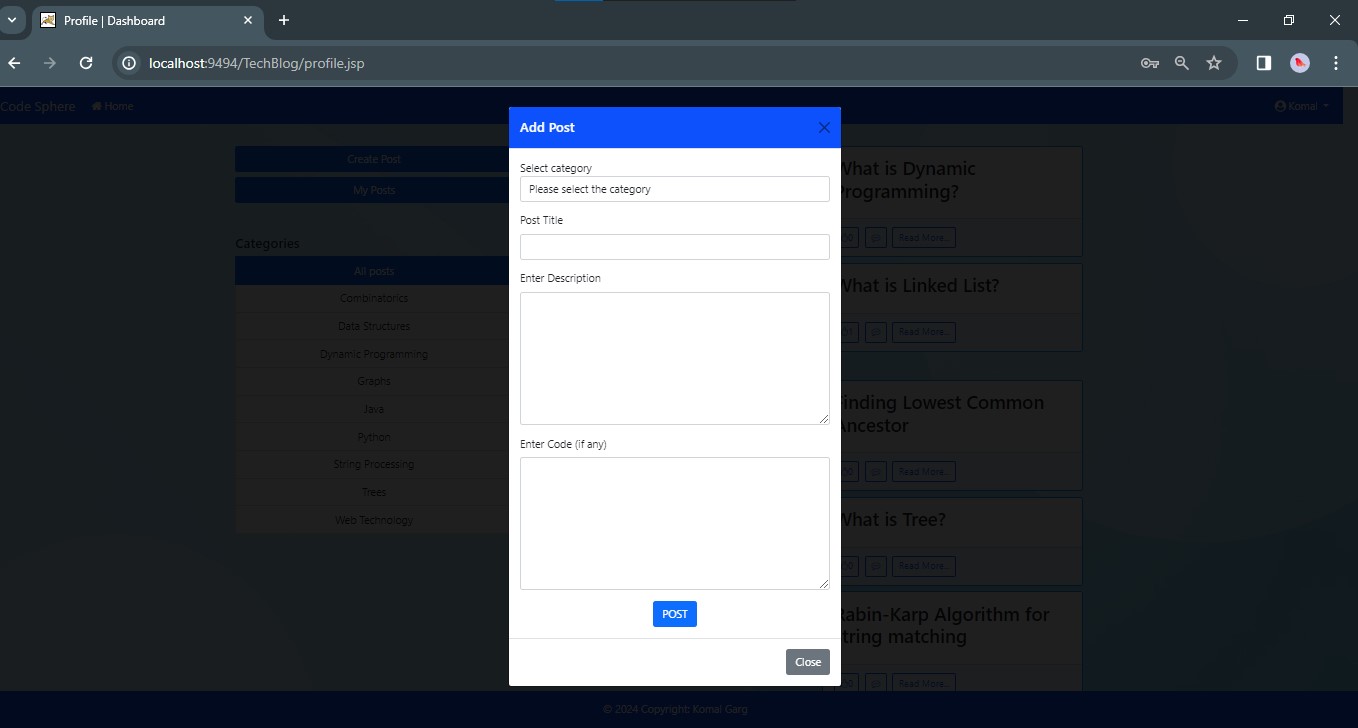 Profile | Dashboard
localhost:9494/TechBlog/profile.jsp
Code Sphere
Home
Komal
Create Post
My Posts
Categories
All posts
Combinatorics
Data Structures
Dynamic Programming
Graphs
Java
Python
String Processing
Trees
Web Technology
Add Post
Select category
Please select the category
Post Title
Enter Description
Enter Code (if any)
POST
Close
What is Dynamic
Programming?
Read More..
What is Linked List?
Read More..
Finding Lowest Common
Ancestor
Read More..
What is Tree?
Read More..
Rabin-Karp Algorithm for
string matching
Read More..
© 2024 Copyright: Komal Garg